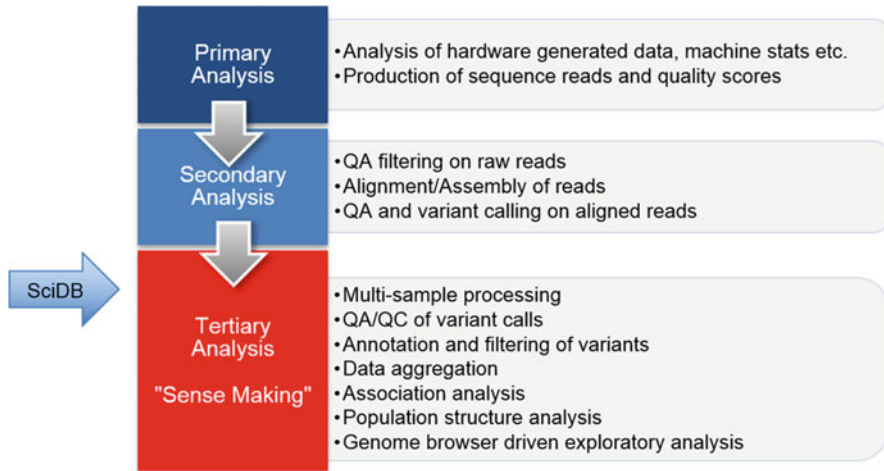 Primary
Analysis
•Analysis of hardware generated data, machine stats etc.
•Production of sequence reads and quality scores
Secondary
Analysis
•QA filtering on raw reads
•Alignment/Assembly of reads
•QA and variant calling on aligned reads
SciDB
Tertiary
Analysis
"Sense Making"
•Multi-sample processing
•QA/QC of variant calls
•Annotation and filtering of variants
•Data aggregation
•Association analysis
•Population structure analysis
•Genome browser driven exploratory analysis